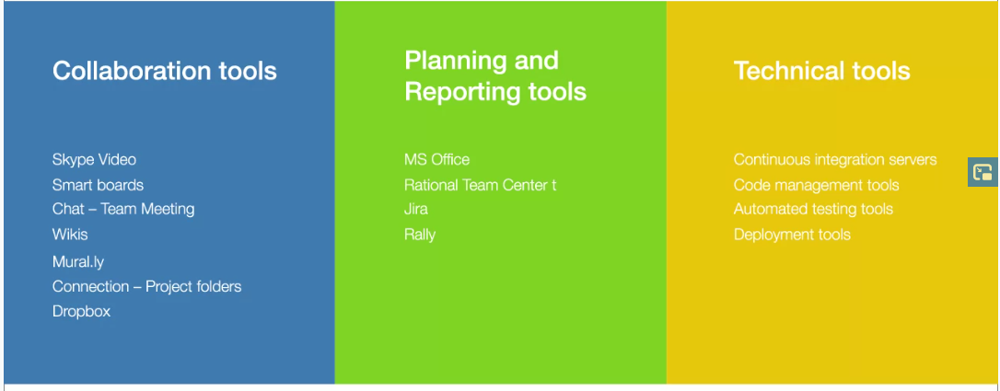 Collaboration tools
Skype Video
Smart boards
Chat – Team Meeting
Wikis
Mural.ly
Connection – Project folders
Dropbox
Planning and
Reporting tools
MS Office
Rational Team Center t
Jira
Rally
Technical tools
Continuous integration servers
Code management tools
Automated testing tools
Deployment tools